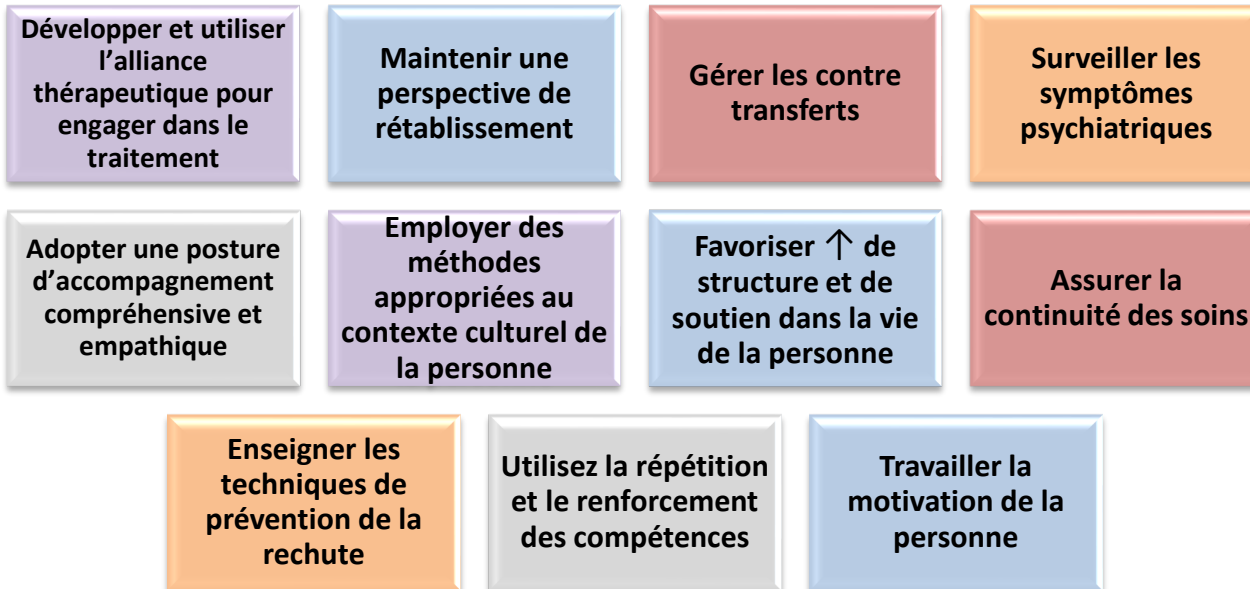 Développer et utiliser
l’alliance
thérapeutique pour
engager dans le
traitement
Maintenir une
perspective de
rétablissement
Gérer les contre
transferts
Surveiller les
symptômes
psychiatriques
Adopter une posture
d’accompagnement
compréhensive et
empathique
Employer des
méthodes
appropriées au
contexte culturel de
la personne
Favoriser ↑ de
structure et de
soutien dans la vie
de la personne
Assurer la
continuité des soins
Enseigner les
techniques de
prévention de la
rechute
Utilisez la répétition
et le renforcement
des compétences
Travailler la
motivation de la
personne